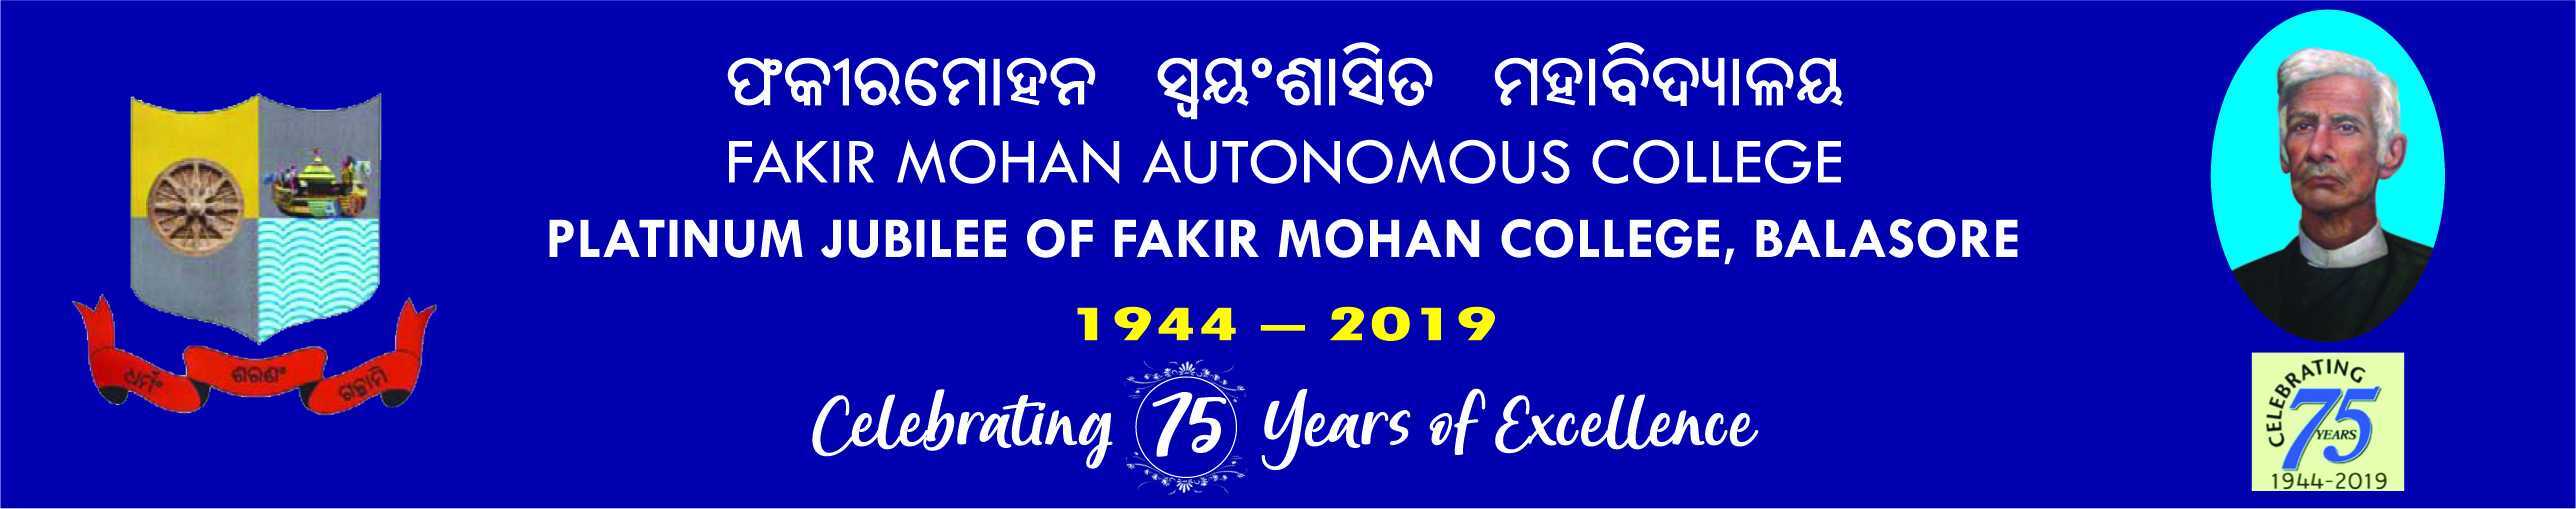 ଫକୀରମୋହନ ସ୍ୱୟଂଶାସିତ ମହାବିଦ୍ୟାଳୟ
FAKIR MOHAN AUTONOMOUS COLLEGE
PLATINUM JUBILEE OF FAKIR MOHAN COLLEGE, BALASORE
1944 — 2019
Celebrating 75 Years of Excellence
ଧର୍ମଂ ଶରଣଂ ଗଚ୍ଛାମି
CELEBRATING
75
YEARS
1944-2019